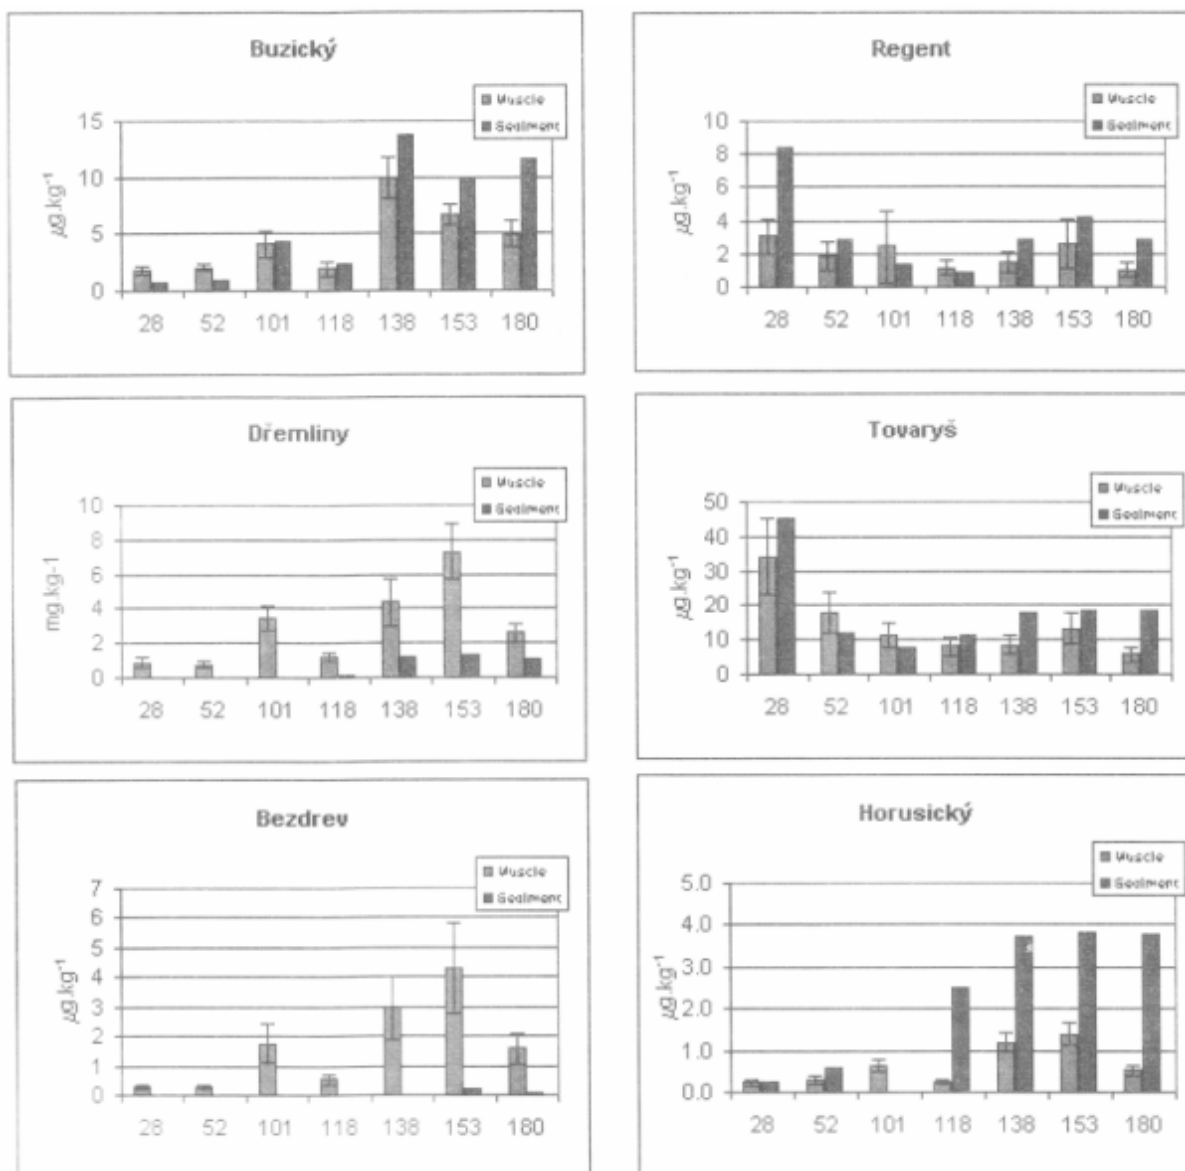 Buzický
Muscle
Sediment
15
10
5
0
µg.kg-1
28 52 101 118 138 153 180
Regent
Muscle
Sediment
10
8
6
4
2
0
µg.kg-1
28 52 101 118 138 153 180
Dřemliny
Muscle
Sediment
10
8
6
4
2
0
mg.kg-1
28 52 101 118 138 153 180
Tovaryš
Muscle
Sediment
50
40
30
20
10
0
µg.kg-1
28 52 101 118 138 153 180
Bezdrev
Muscle
Sediment
7
6
5
4
3
2
1
0
µg.kg-1
28 52 101 118 138 153 180
Horusický
Muscle
Sediment
5.0
4.0
3.0
2.0
1.0
0.0
µg.kg-1
28 52 101 118 138 153 180